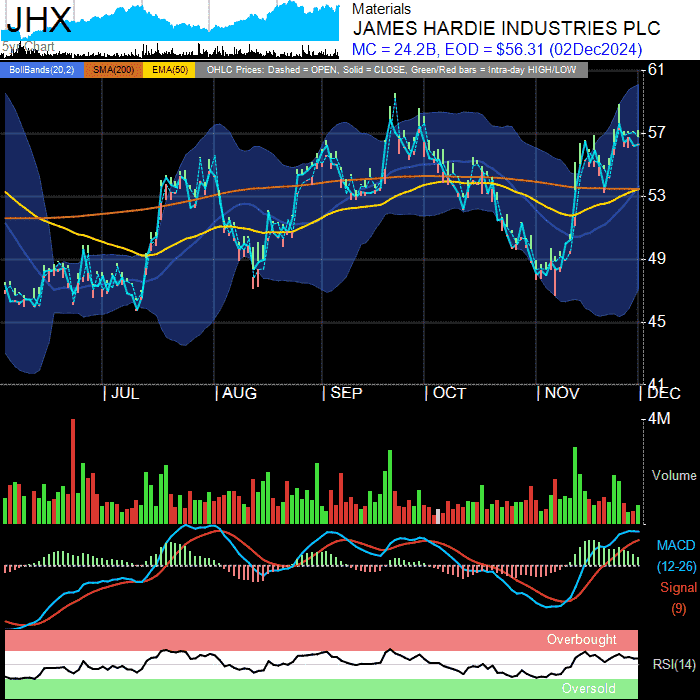 JHX
5yr Chart
Materials
JAMES HARDIE INDUSTRIES PLC
MC = 24.2B, EOD = $56.31 (02Dec2024)
BollBands(20,2) SMA(200) EMA(50) OHLC Prices: Dashed = OPEN, Solid = CLOSE, Green/Red bars = Intra-day HIGH/LOW
61
57
53
49
45
41
JUL AUG SEP OCT NOV DEC
4M
Volume
MACD
(12-26)
Signal
(9)
Overbought
RSI(14)
Oversold